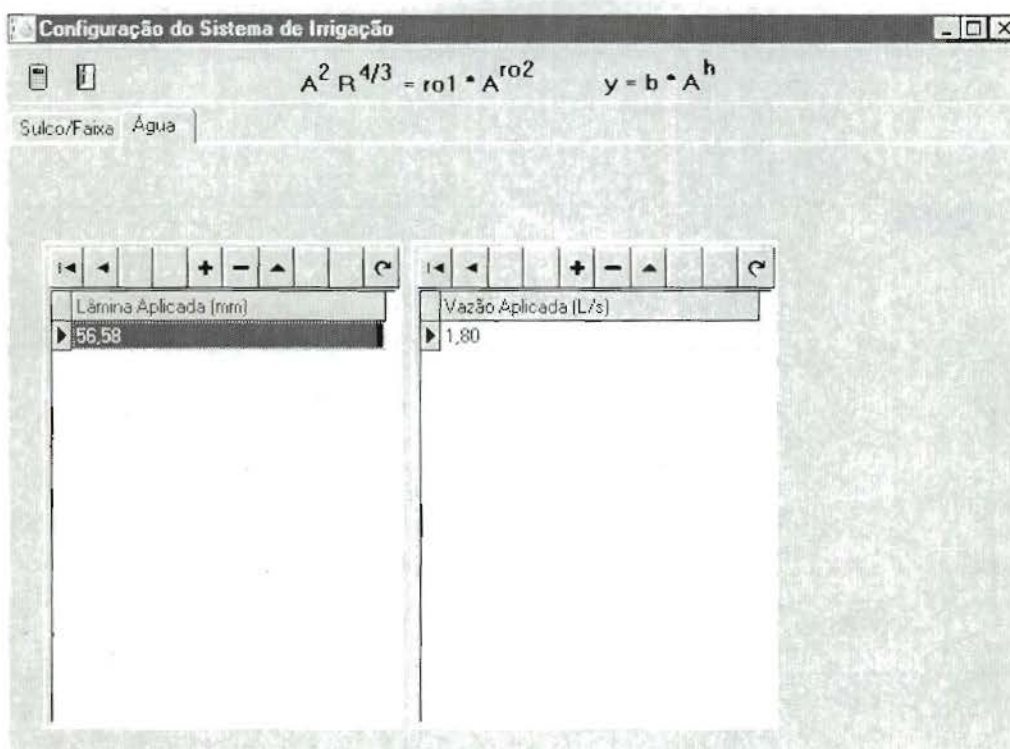 Configuração do Sistema de Irrigação
A^2 R^4/3 = ro1 * A^ro2 y = b * A^h
Sulco/Faixa Água
Lâmina Aplicada (mm) Vazão Aplicada (L/s)
56,58 1,80